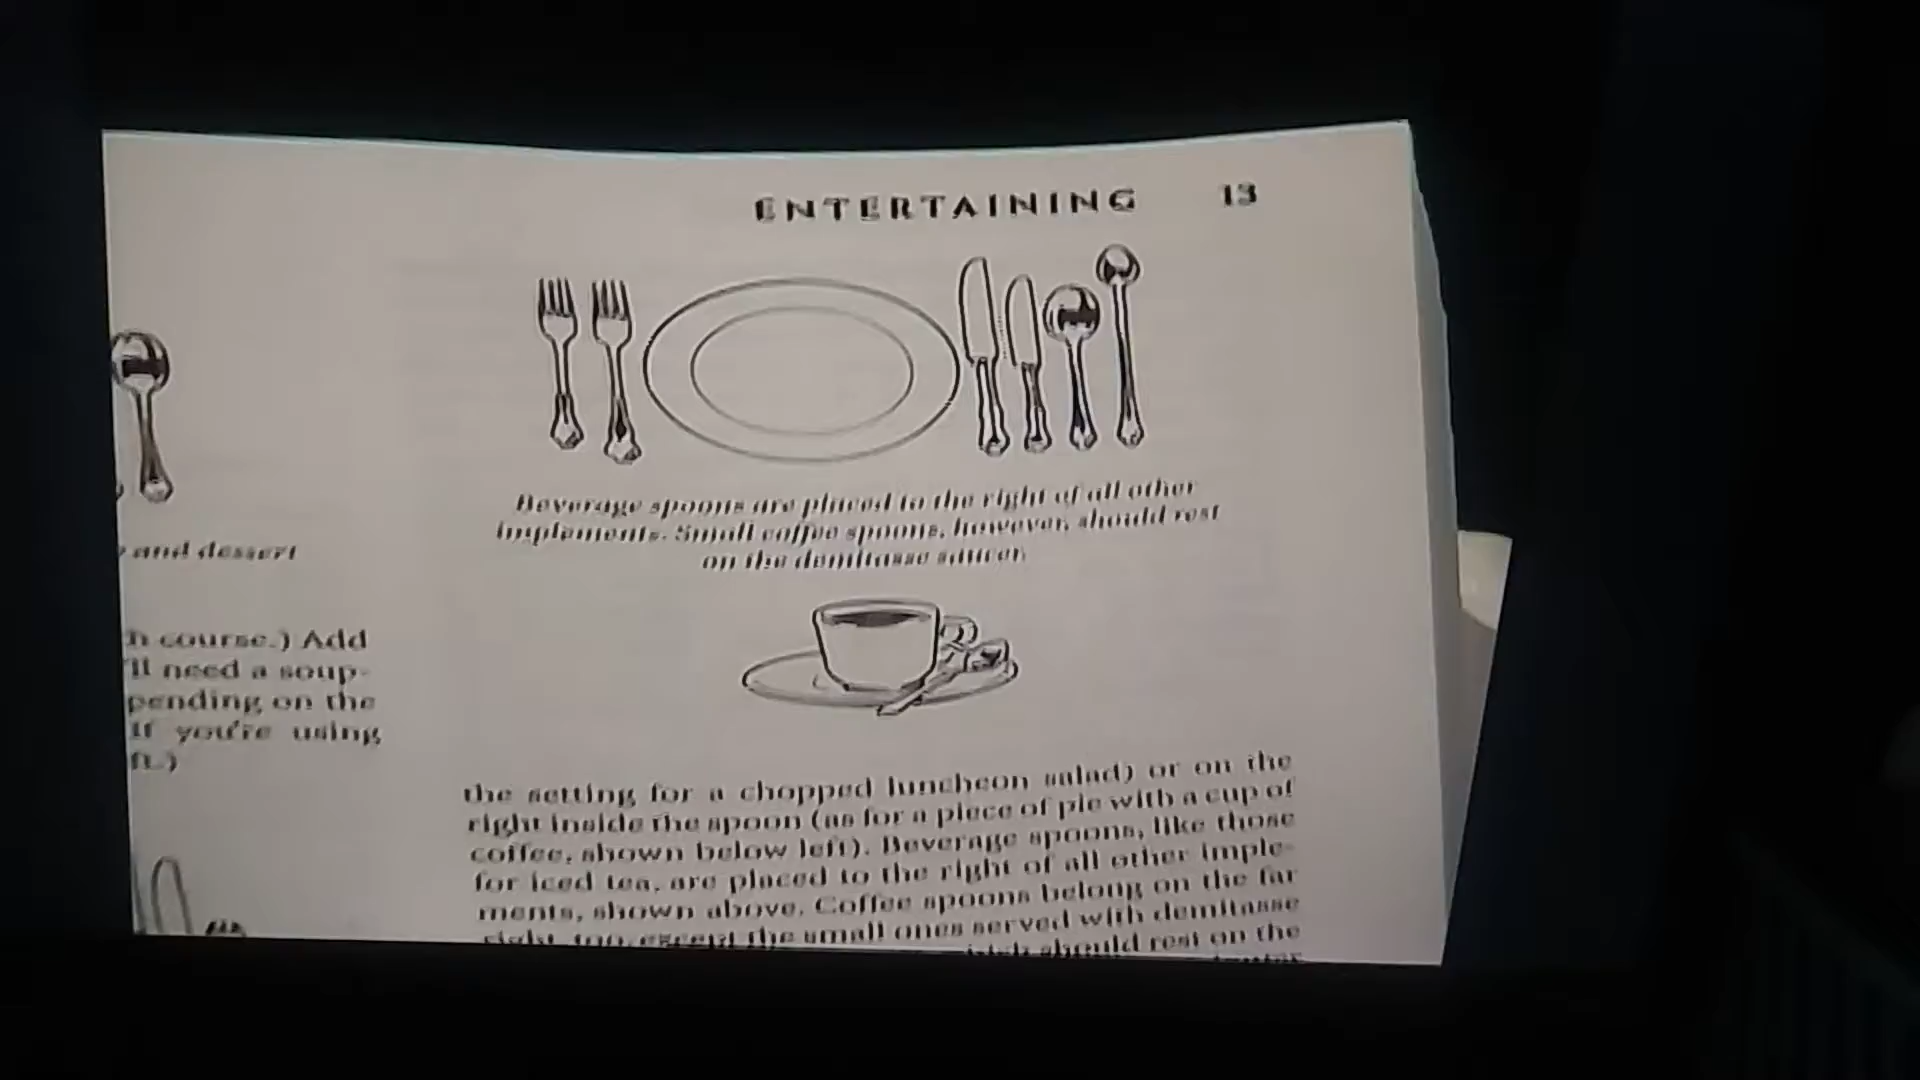 ENTERTAINING 13
Beverage spoons are placed to the right of all other
implements. Small coffee spoons, however, should rest
on the demitasse saucer.
and dessert
h course.) Add
'll need a soup-
pending on the
If you're using
ft.)
the setting for a chopped luncheon salad) or on the
right inside the spoon (as for a piece of pie with a cup of
coffee, shown below left). Beverage spoons, like those
for iced tea, are placed to the right of all other imple-
ments, shown above. Coffee spoons belong on the far
right, too, except the small ones served with demitasse
should rest on the